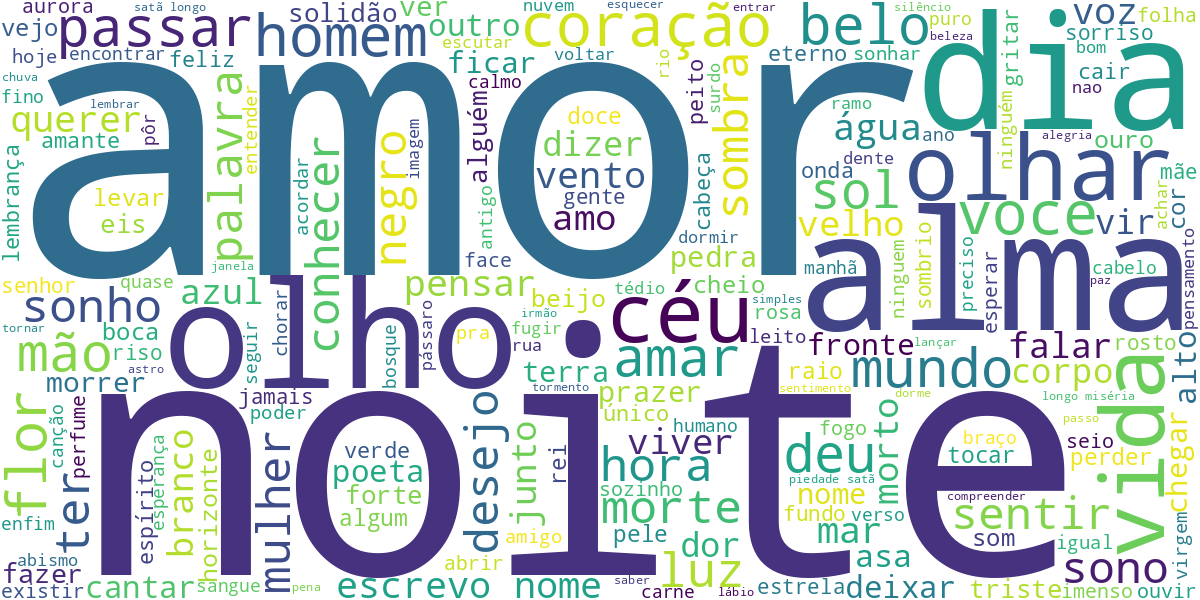 aurora
satã longo
passar
solidão
homem
ver
outro
nuvem
esquecer
coração
entrar
belo
silêncio
puro
beleza
voz
folha
vejo
hoje
encontrar
feliz
escutar
voltar
eterno
sonhar
sorriso
bom
gritar
cair
nao
chuva
fino
lembrar
ficar
calmo
rio
surdo
peito
dia
amor
querer
amante
pôr
palavra
entender
negro
imagem
alguém
doce
dizer
sombra
ramo
água
ano
ninguém
alegria
ouro
mãe
lembrança
levar
eis
acordar
conhecer
vento
gente
amo
antigo
cabeça
onda
dente
olhar
sol
voce
vir
achar
cor
janela
face
dormir
velho
manhã
alma
senhor
quase
azul
pensar
pedra
cheio
ninguem
sombrio
preciso
esperar
cabelo
paz
pensamento
sonho
tornar
boca
riso
astro
seguir
chorar
olho
bosque
pássaro
pra
irmão
fugir
rua
beijo
tédio
céu
simples
rosa
leito
fronte
lançar
falar
rosto
alto
mão
morrer
jamais
poder
terra
amar
tormento
prazer
único
raio
sentimento
mundo
dorme
corpo
longo miséria
vida
flor
canção
perfume
noite
verde
poeta
forte
algum
desejo
rei
viver
humano
hora
sozinho
deu
fogo
morto
piedade satã
nome
braço
tocar
passo
seio
perder
chegar
ter
espírito
esperança
branco
horizonte
mulher
junto
amigo
morte
fundo
verso
compreender
sentir
enfim
abismo
fazer
existir
cantar
sangue
pena
abrir
escrevo
nome
pele
saber
carne
dor
luz
lábio
mar
asa
estrela
deixar
som
triste
igual
imenso
sono
virgem
ouvir